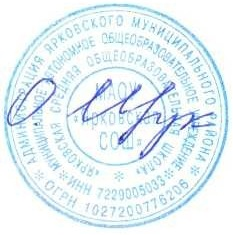 АДМИНИСТРАЦИЯ ЯРКОВСКОГО МУНИЦИПАЛЬНОГО РАЙОНА
* ОГРН 1027200776206 *
МУНИЦИПАЛЬНОЕ АВТОНОМНОЕ ОБЩЕОБРАЗОВАТЕЛЬНОЕ УЧРЕЖДЕНИЕ
* ИНН 7229005033 *
«ЯРКОВСКАЯ СРЕДНЯЯ ОБЩЕОБРАЗОВАТЕЛЬНАЯ ШКОЛА»
МАОУ
«Ярковская
СОШ»